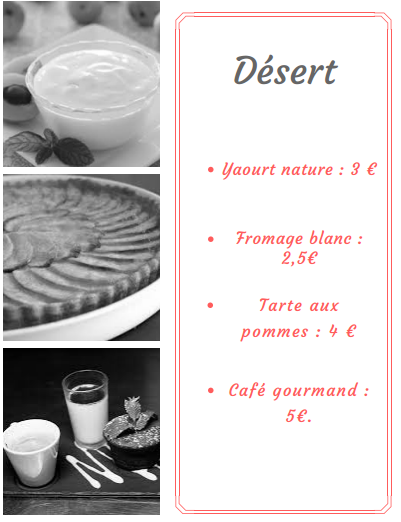 Désert
• Yaourt nature : 3 €
• Fromage blanc :
2,5€
• Tarte aux
pommes : 4 €
• Café gourmand :
5€.